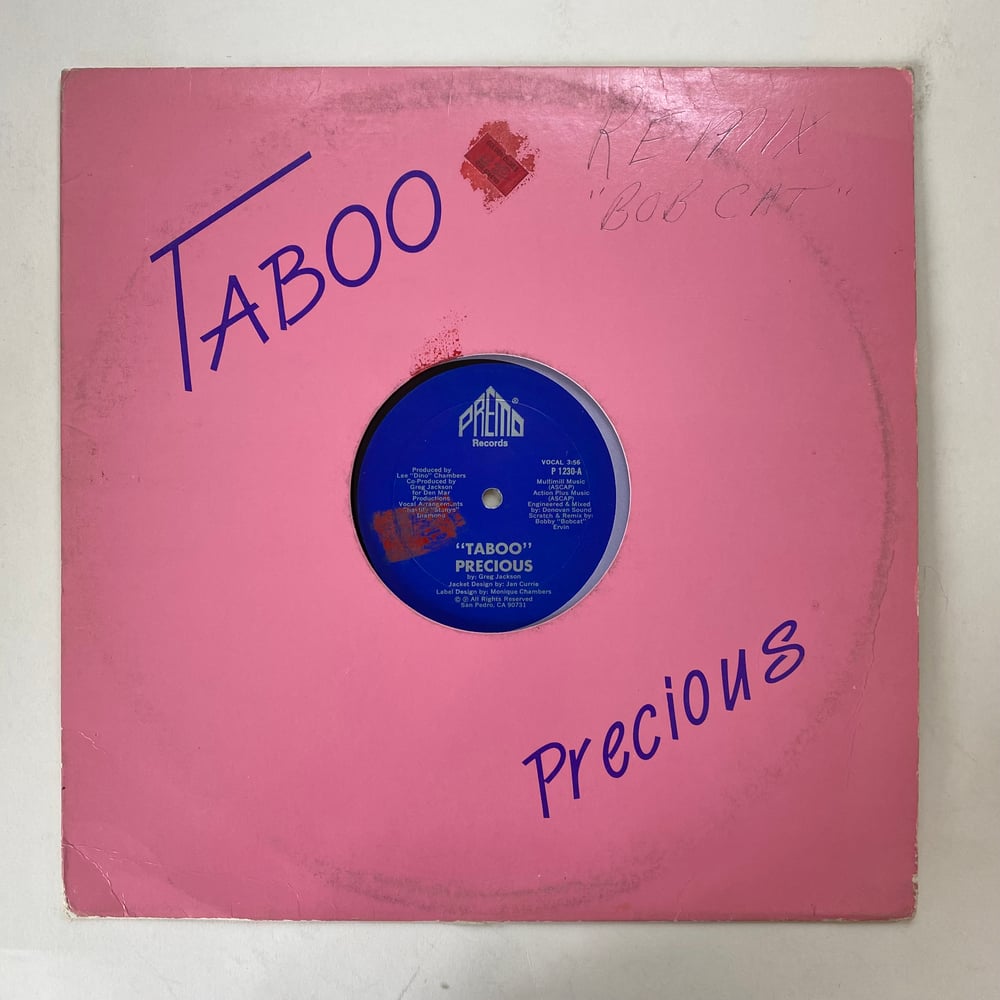 TABOO
REMIX
"BOB CAT"
PREMO®
Records
Produced by
Lee "Dino" Chambers
Co-Produced by
Greg Jackson
for Den Mar
Productions
Vocal Arrangements
Diamond
VOCAL 3:56
P 1230-A
Multimill Music
(ASCAP)
Action Plus Music
(ASCAP)
Engineered & Mixed
by: Donovan Sound
Scratch & Remix by:
Bobby "Bobcat"
Ervin
"TABOO"
PRECIOUS
by: Greg Jackson
Jacket Design by: Jen Currie
Label Design by: Monique Chambers
© ℗ All Rights Reserved
San Pedro, CA 90731
Precious